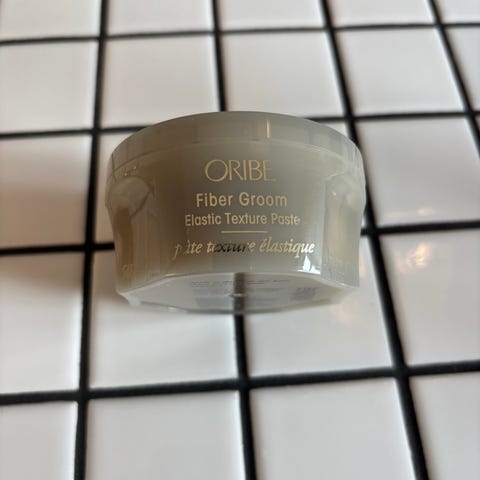 ORIBE
Fiber Groom
Elastic Texture Paste
pâte texture élastique